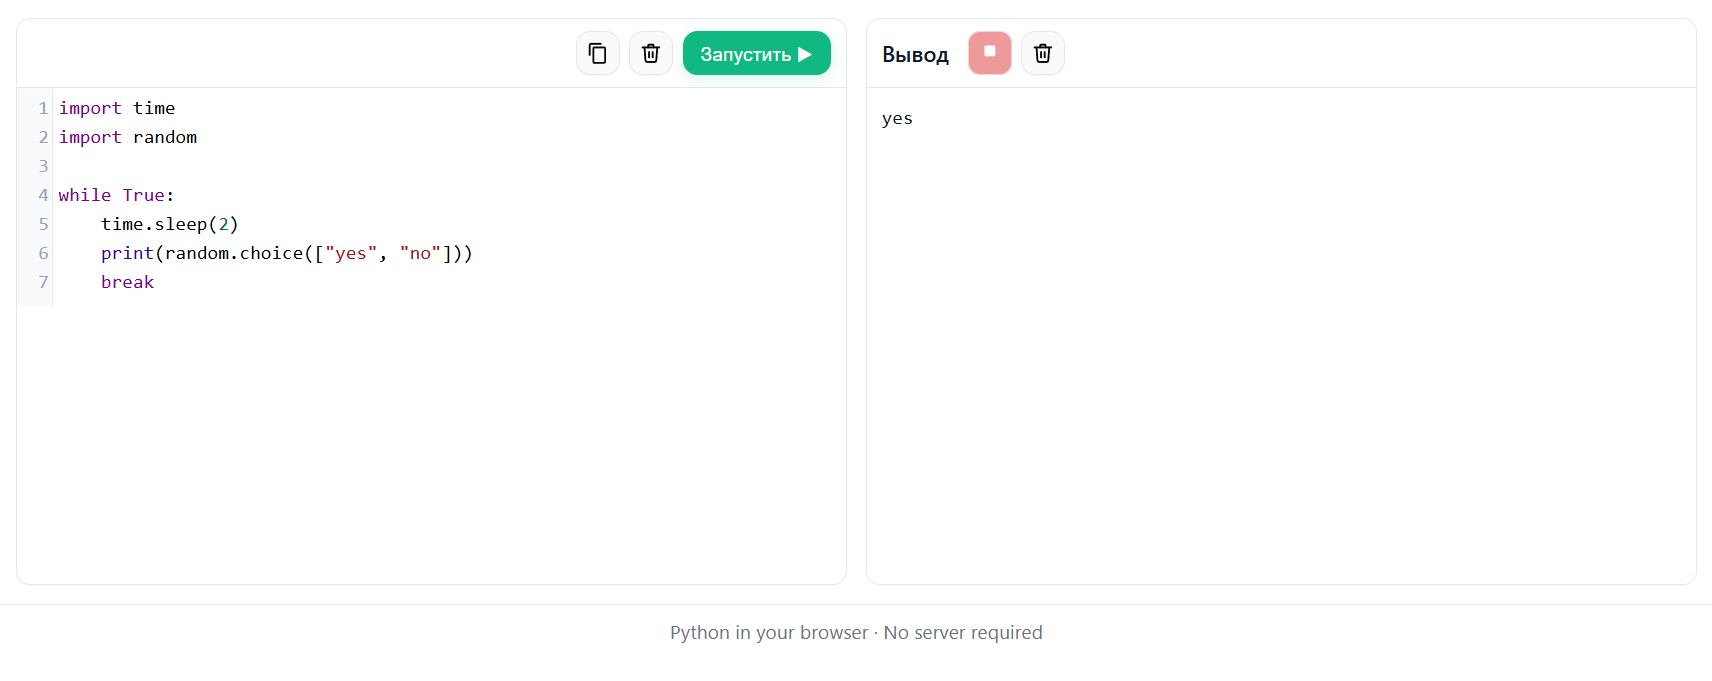 Запустить ▶
1 import time
2 import random
3
4 while True:
5     time.sleep(2)
6     print(random.choice(["yes", "no"]))
7     break
Вывод
yes
Python in your browser · No server required